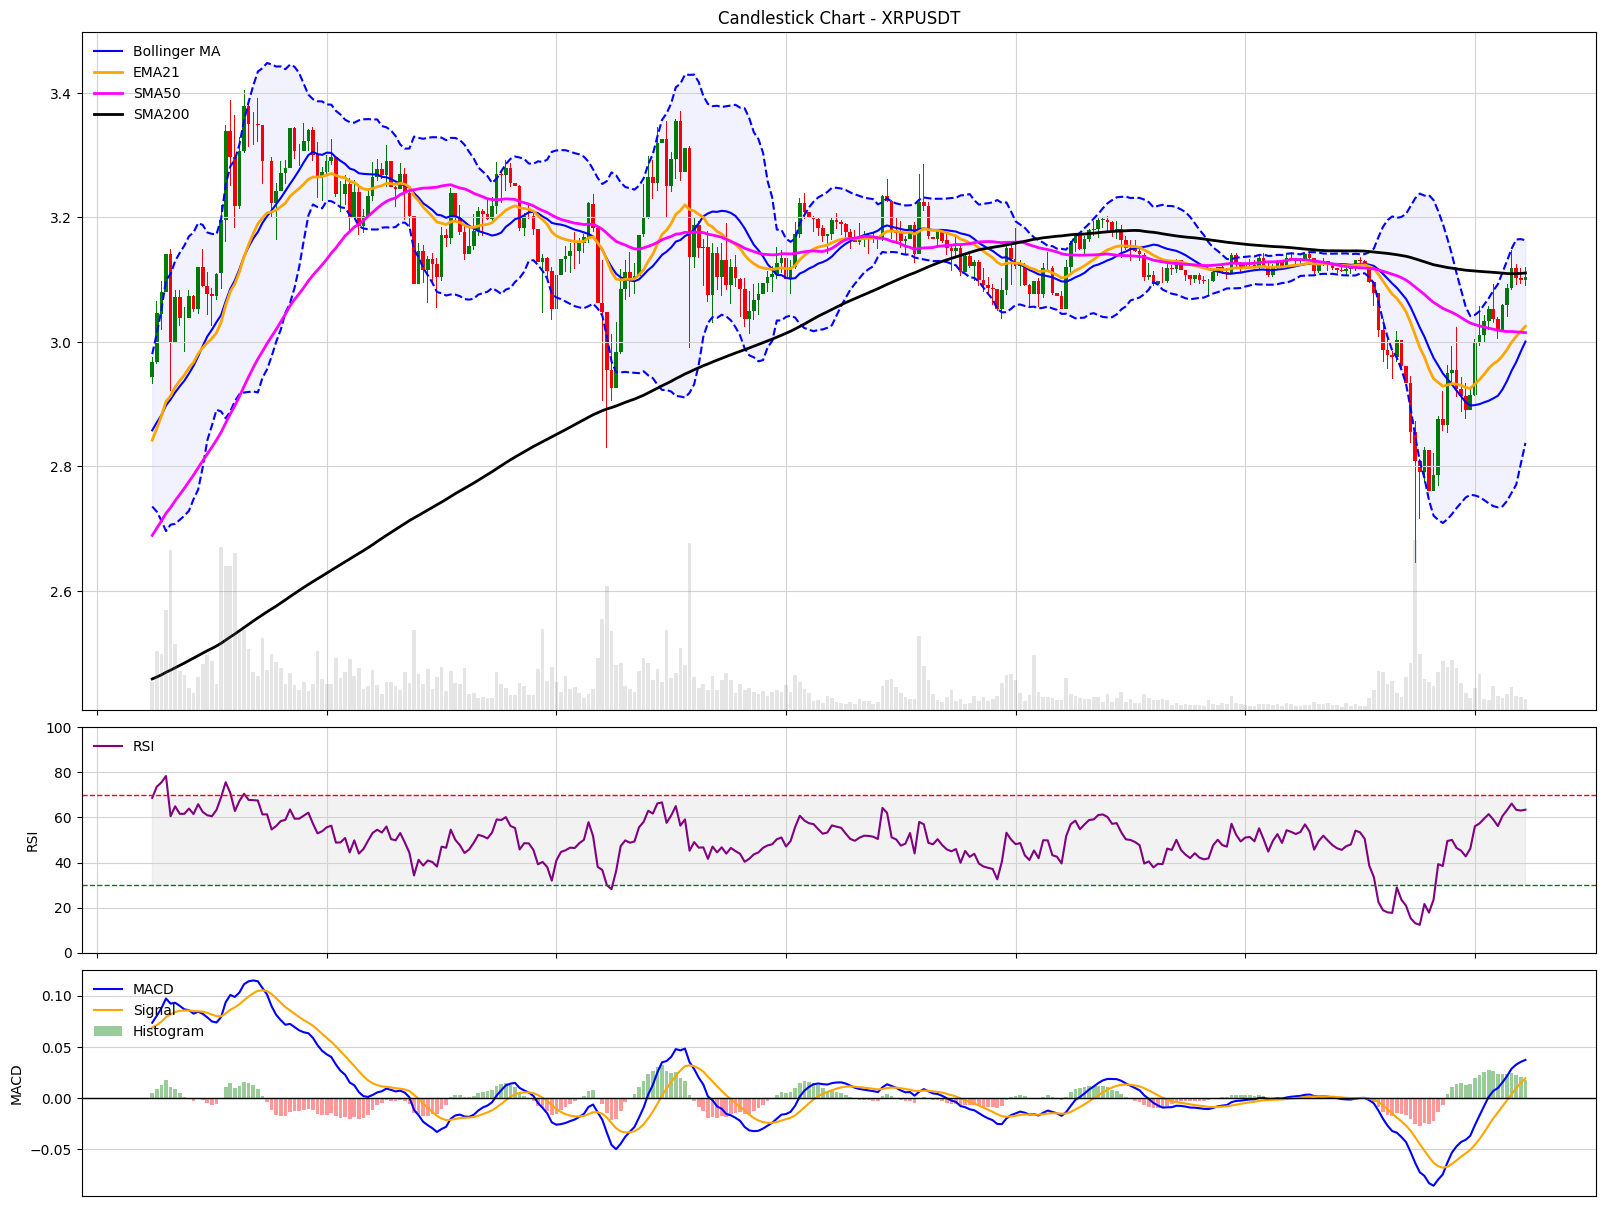 Candlestick Chart - XRPUSDT
Bollinger MA
EMA21
SMA50
SMA200
3.4
3.2
3.0
2.8
2.6
RSI
100
80
60
40
20
0
RSI
MACD
Signal
Histogram
0.10
0.05
0.00
−0.05
MACD